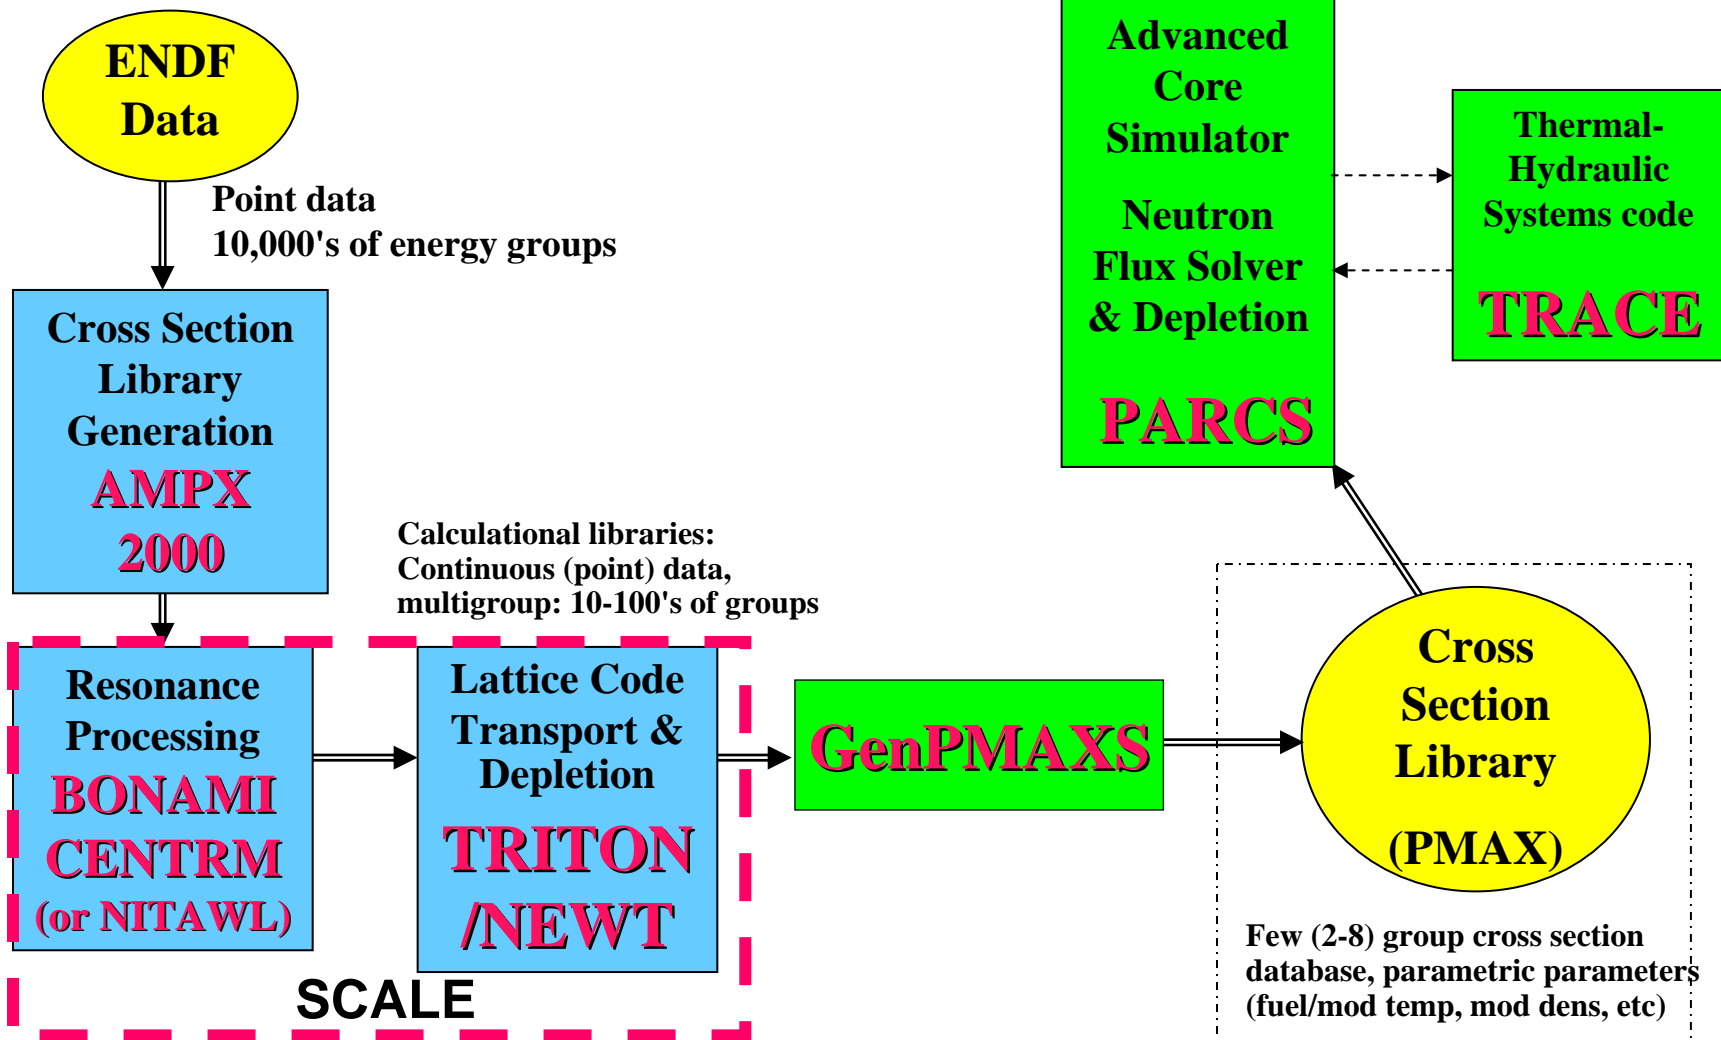 ENDF
Data
Point data
10,000's of energy groups
Cross Section
Library
Generation
AMPX
2000
Calculational libraries:
Continuous (point) data,
multigroup: 10-100's of groups
Resonance
Processing
BONAMI
CENTRM
(or NITAWL)
Lattice Code
Transport &
Depletion
TRITON
/NEWT
SCALE
GenPMAXS
Cross
Section
Library
(PMAX)
Few (2-8) group cross section
database, parametric parameters
(fuel/mod temp, mod dens, etc)
Advanced
Core
Simulator
Neutron
Flux Solver
& Depletion
PARCS
Thermal-
Hydraulic
Systems code
TRACE